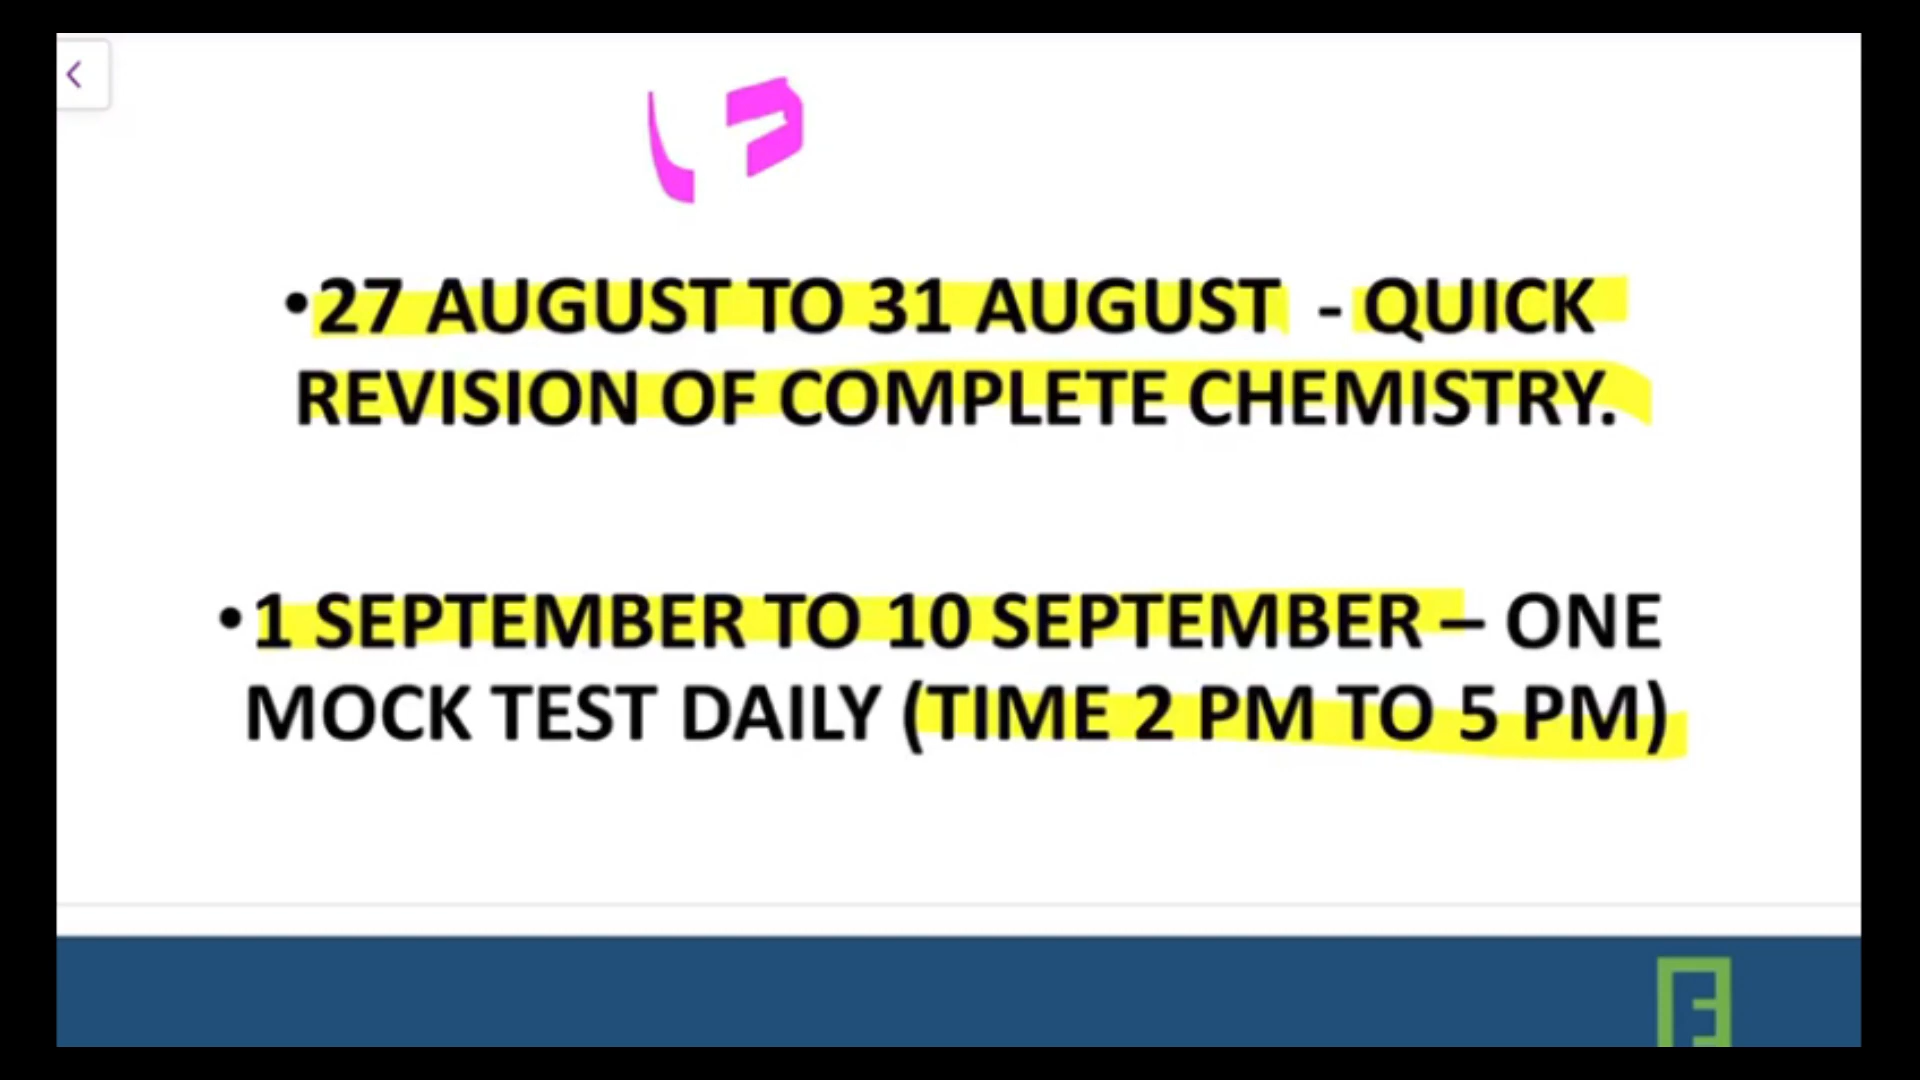 •27 AUGUST TO 31 AUGUST - QUICK
REVISION OF COMPLETE CHEMISTRY.
•1 SEPTEMBER TO 10 SEPTEMBER – ONE
MOCK TEST DAILY (TIME 2 PM TO 5 PM)